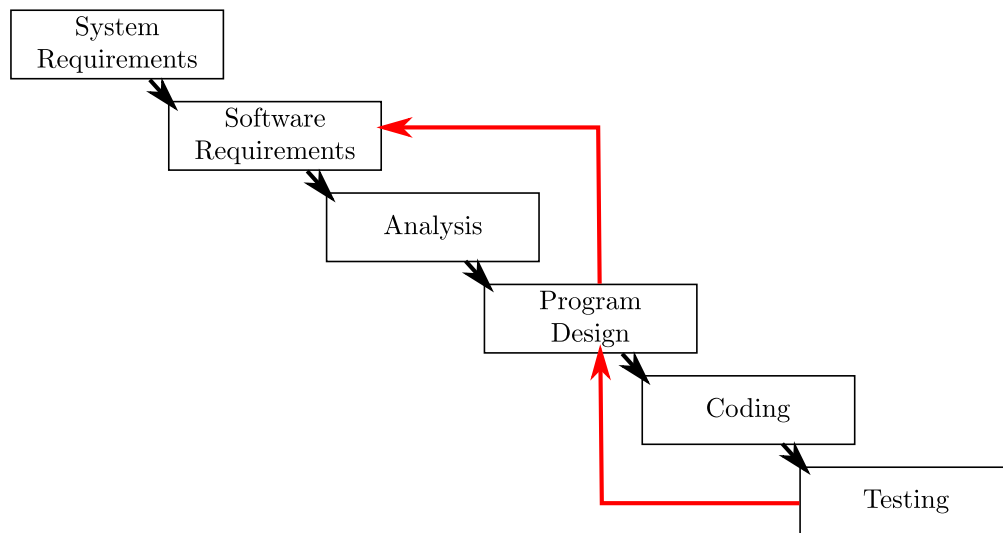 System
Requirements
Software
Requirements
Analysis
Program
Design
Coding
Testing